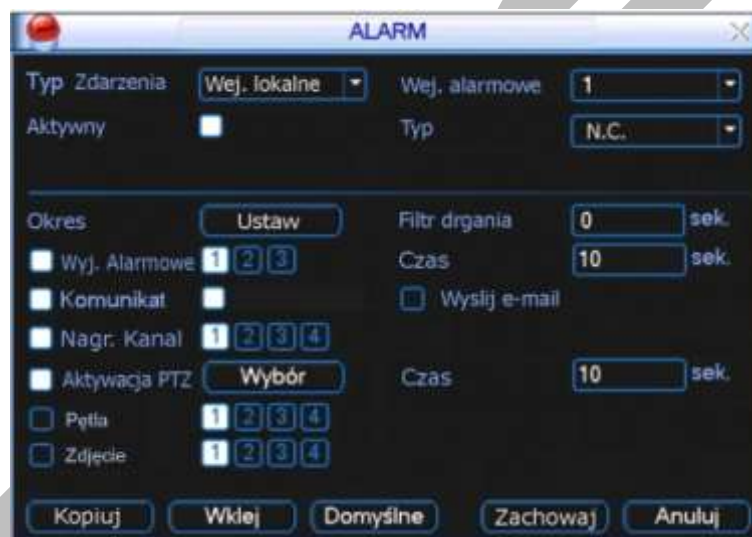 ALARM
Typ Zdarzenia Wej. lokalne Wej. alarmowe 1
Aktywny Typ N.C.
Okres Ustaw Filtr drgania 0 sek.
Wyj. Alarmowe 1 2 3 Czas 10 sek.
Komunikat Wyslij e-mail
Nagr. Kanal 1 2 3 4
Aktywacja PTZ Wybór Czas 10 sek.
Pętla 1 2 3 4
Zdjęcie 1 2 3 4
Kopiuj Wklej Domyślne Zachowaj Anuluj